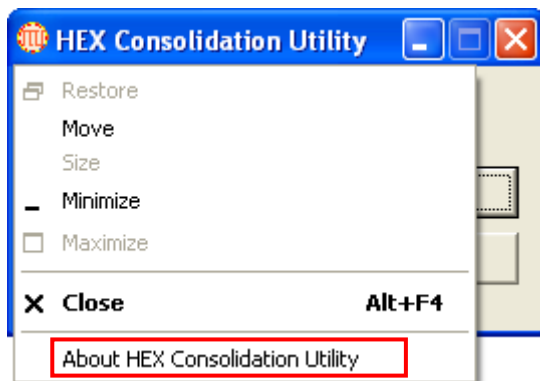 HEX Consolidation Utility
Restore
Move
Size
Minimize
Maximize
Close Alt+F4
About HEX Consolidation Utility